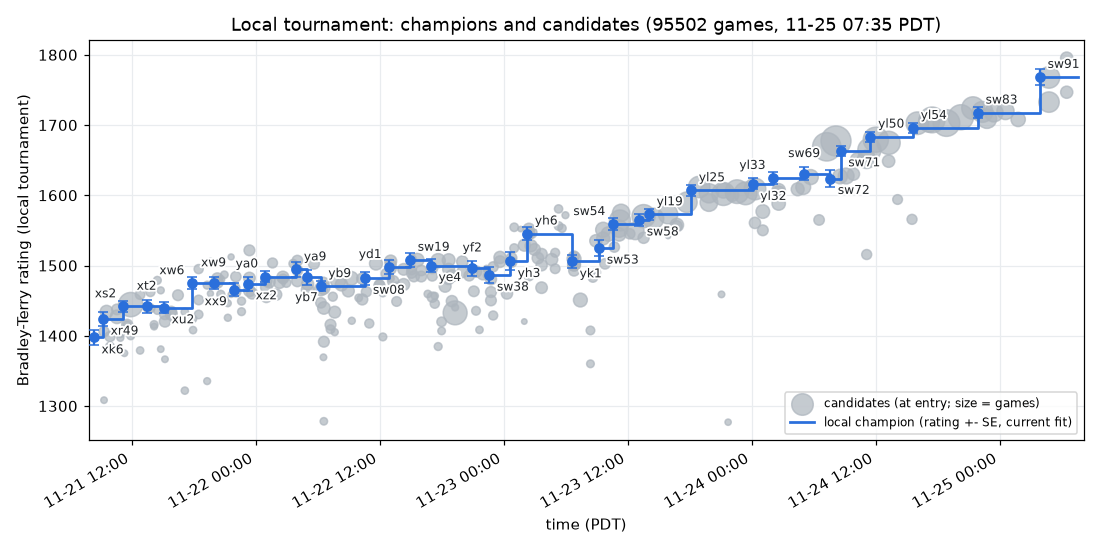 Local tournament: champions and candidates (95502 games, 11-25 07:35 PDT)
Bradley-Terry rating (local tournament)
1800
1700
1600
1500
1400
1300
xk6
xs2
xr49
xt2
xu2
xw6
xx9
xw9
ya0
xz2
ya9
yb7
yb9
yd1
sw08
sw19
ye4
yf2
sw38
yh3
yh6
yk1
sw53
sw54
sw58
yl19
yl25
yl33
yl32
sw69
sw72
sw71
yl50
yl54
sw83
sw91
candidates (at entry; size = games)
local champion (rating +- SE, current fit)
11-21 12:00
11-22 00:00
11-22 12:00
11-23 00:00
11-23 12:00
11-24 00:00
11-24 12:00
11-25 00:00
time (PDT)